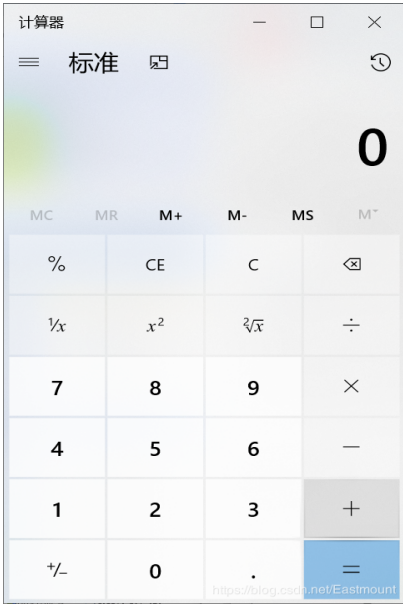 计算器
标准
0
MC MR M+ M- MS M˅
% CE C
¹/x x² ²√x ÷
7 8 9 ×
4 5 6 −
1 2 3 +
⁺/₋ 0 . =
https://blog.csdn.net/Eastmount